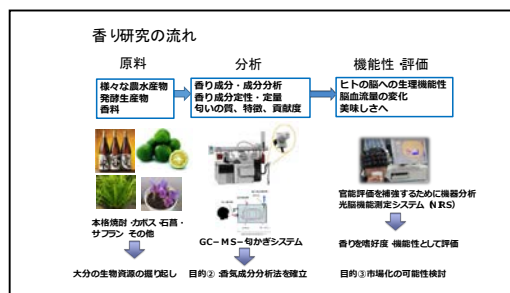 香り研究の流れ
原料
様々な農水産物
発酵生産物
香料
本格焼酎・カボス・石菖・
サフラン その他
大分の生物資源の掘り起し
分析
香り成分・成分分析
香り成分定性・定量
匂いの質、特徴、貢献度
GC−MS−匂かぎシステム
目的②:香気成分分析法を確立
機能性・評価
ヒトの脳への生理機能性
脳血流量の変化
美味しさへ
官能評価を補強するために機器分析
光脳機能測定システム(NIRS)
香りを嗜好度・機能性として評価
目的③市場化の可能性検討